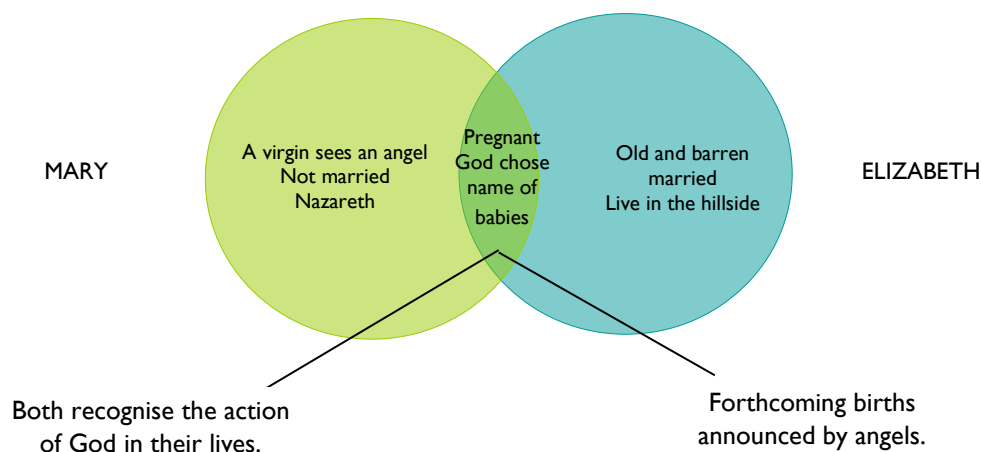 MARY
A virgin sees an angel
Not married
Nazareth
Pregnant
God chose
name of
babies
Old and barren
married
Live in the hillside
ELIZABETH
Both recognise the action
of God in their lives.
Forthcoming births
announced by angels.